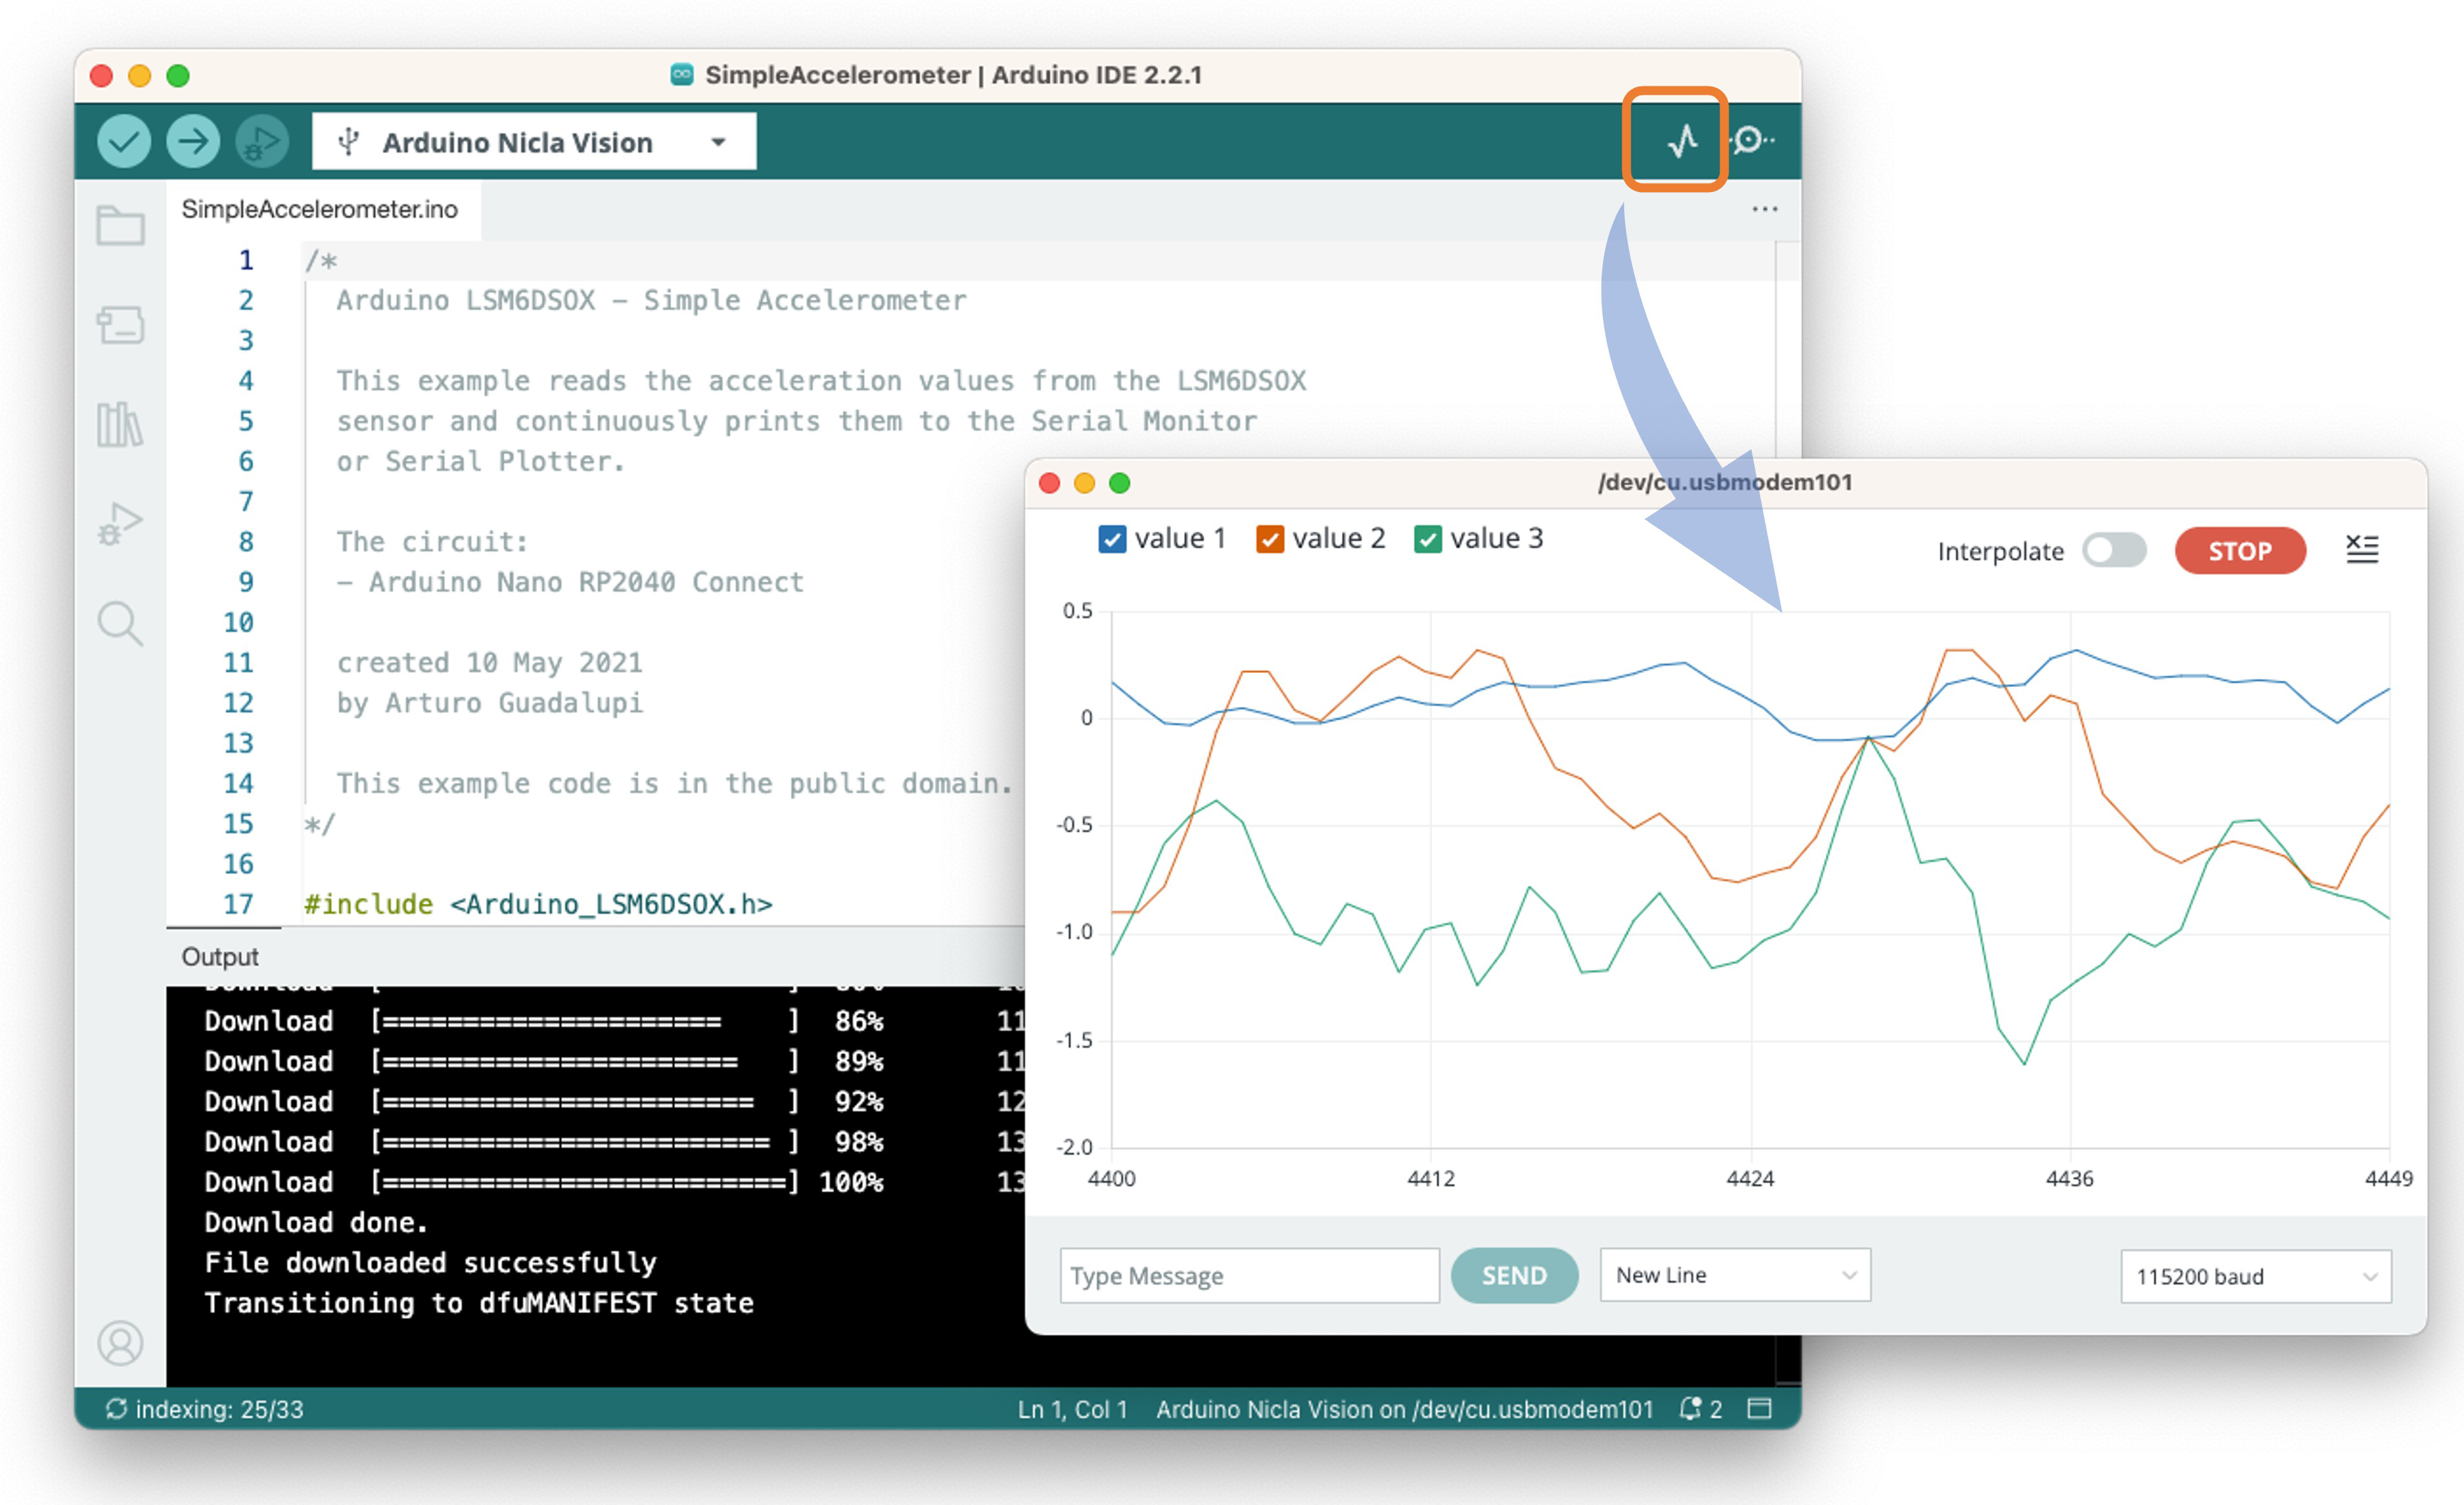 SimpleAccelerometer | Arduino IDE 2.2.1
Arduino Nicla Vision
SimpleAccelerometer.ino
1 /*
2 Arduino LSM6DSOX – Simple Accelerometer
3
4 This example reads the acceleration values from the LSM6DSOX
5 sensor and continuously prints them to the Serial Monitor
6 or Serial Plotter.
7
8 The circuit:
9 – Arduino Nano RP2040 Connect
10
11 created 10 May 2021
12 by Arturo Guadalupi
13
14 This example code is in the public domain.
15 */
16
17 #include <Arduino_LSM6DSOX.h>
Output
Download [===================== ] 86% 11
Download [====================== ] 89% 11
Download [======================= ] 92% 12
Download [======================== ] 98% 13
Download [=========================] 100% 13
Download done.
File downloaded successfully
Transitioning to dfuMANIFEST state
indexing: 25/33
Ln 1, Col 1 Arduino Nicla Vision on /dev/cu.usbmodem101 2
/dev/cu.usbmodem101
value 1 value 2 value 3
Interpolate STOP
0.5
0
-0.5
-1.0
-1.5
-2.0
4400 4412 4424 4436 4449
Type Message SEND New Line 115200 baud